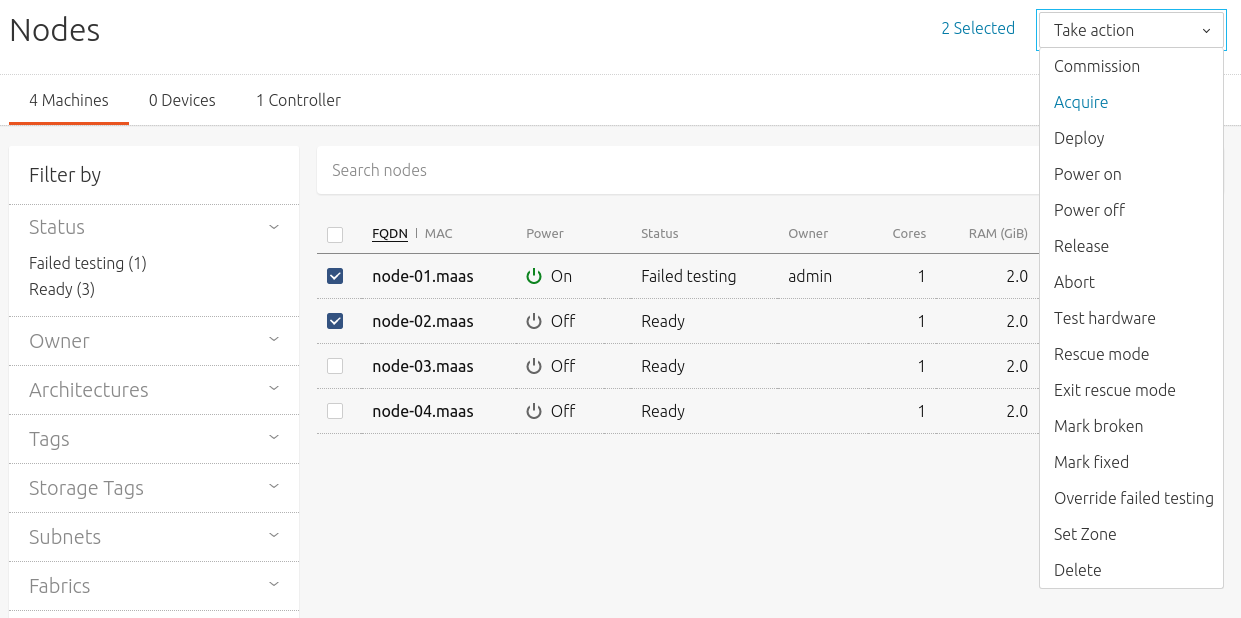 Nodes
2 Selected
Take action
4 Machines 0 Devices 1 Controller
Filter by
Status
Failed testing (1)
Ready (3)
Owner
Architectures
Tags
Storage Tags
Subnets
Fabrics
Search nodes
FQDN | MAC Power Status Owner Cores RAM (GiB)
node-01.maas On Failed testing admin 1 2.0
node-02.maas Off Ready 1 2.0
node-03.maas Off Ready 1 2.0
node-04.maas Off Ready 1 2.0
Commission
Acquire
Deploy
Power on
Power off
Release
Abort
Test hardware
Rescue mode
Exit rescue mode
Mark broken
Mark fixed
Override failed testing
Set Zone
Delete